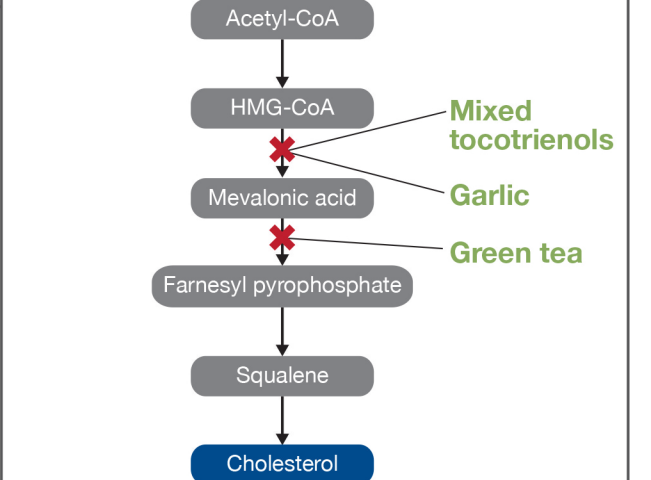 Acetyl-CoA
HMG-CoA
Mixed
tocotrienols
Mevalonic acid
Garlic
Green tea
Farnesyl pyrophosphate
Squalene
Cholesterol